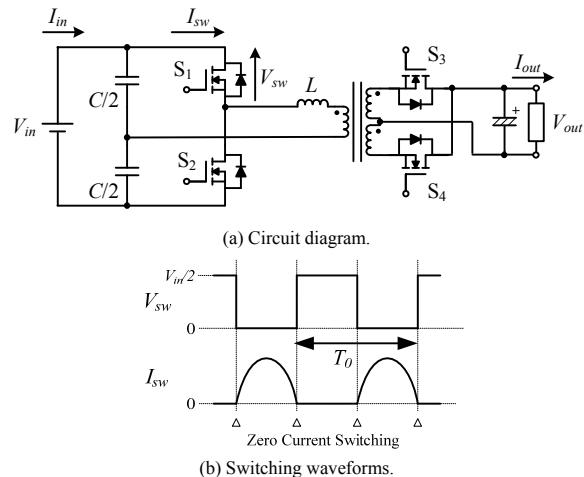 I_in
I_sw
S_1
V_sw
L
S_3
I_out
C/2
V_in
+
V_out
C/2
S_2
S_4
(a) Circuit diagram.
V_in/2
V_sw
0
T_0
I_sw
0
Zero Current Switching
(b) Switching waveforms.